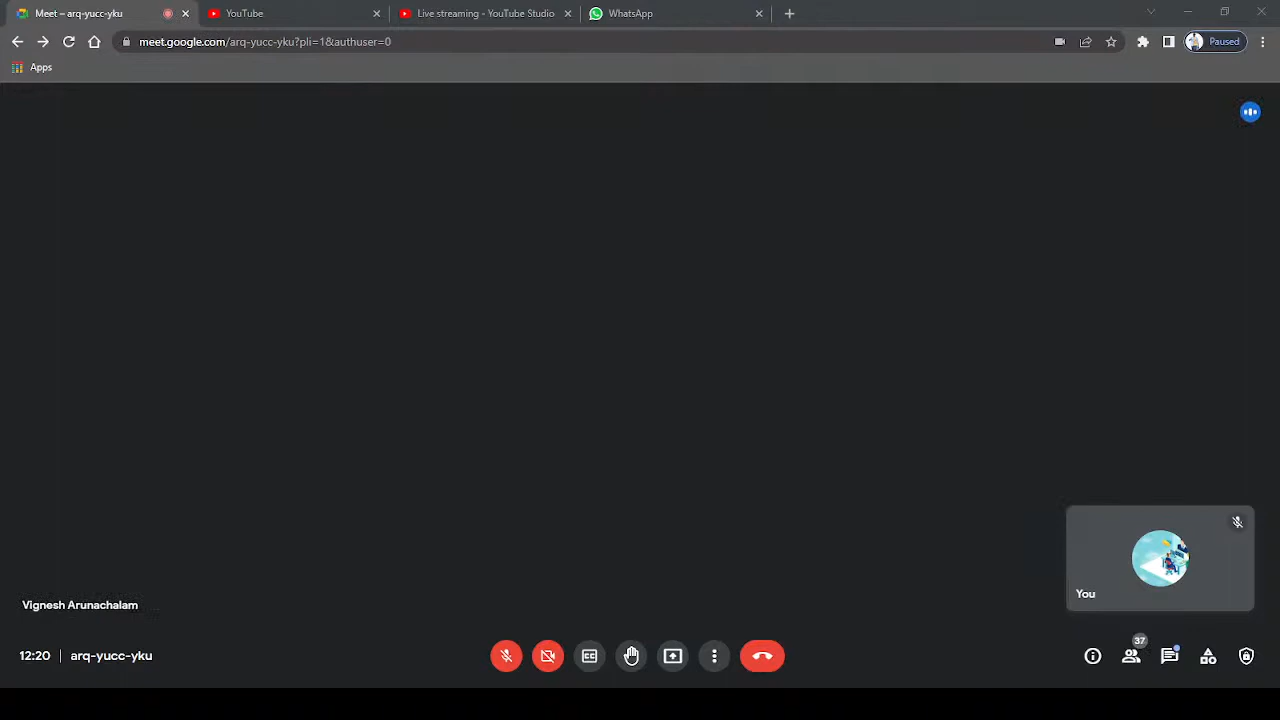 Meet – arq-yucc-yku
YouTube
Live streaming - YouTube Studio
WhatsApp
meet.google.com/arq-yucc-yku?pli=1&authuser=0
Paused
Apps
You
Vignesh Arunachalam
12:20 | arq-yucc-yku
37